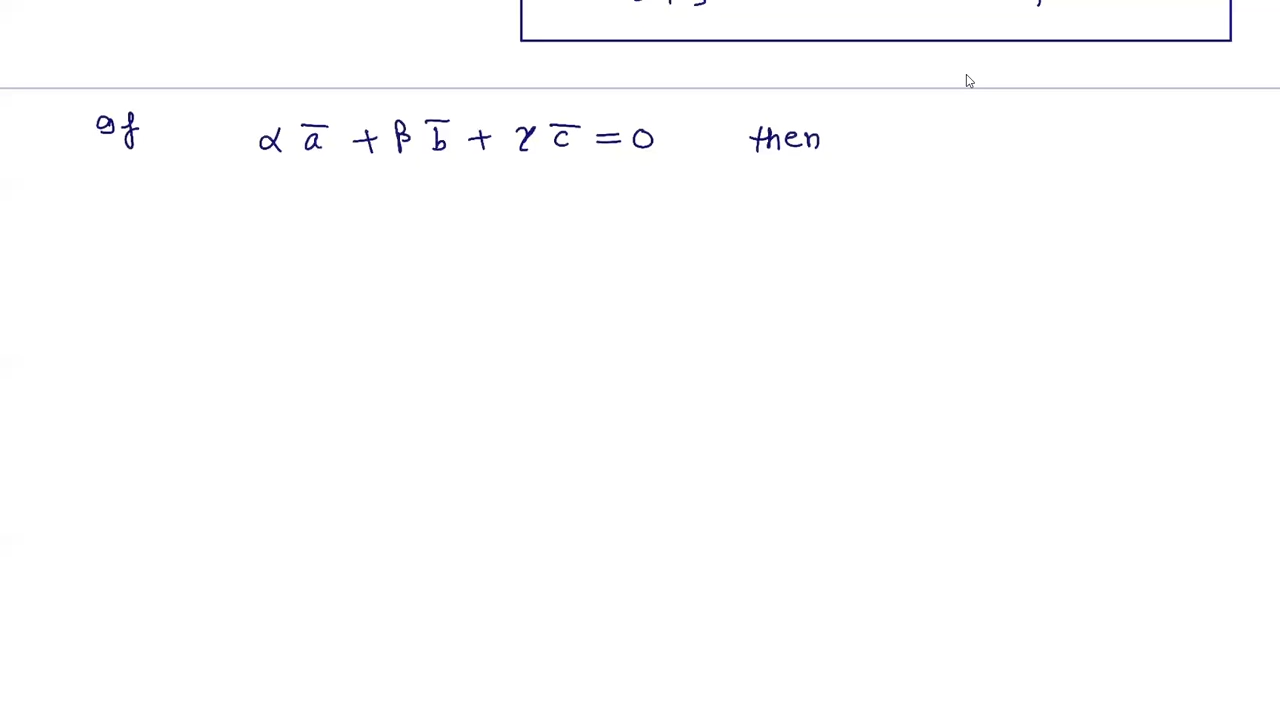 If α a̅ + β b̅ + γ c̅ = 0 then